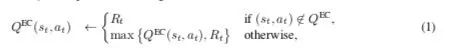 Q^EC(s_t, a_t) ← { R_t if (s_t, a_t) ∉ Q^EC,
max {Q^EC(s_t, a_t), R_t} otherwise, (1)